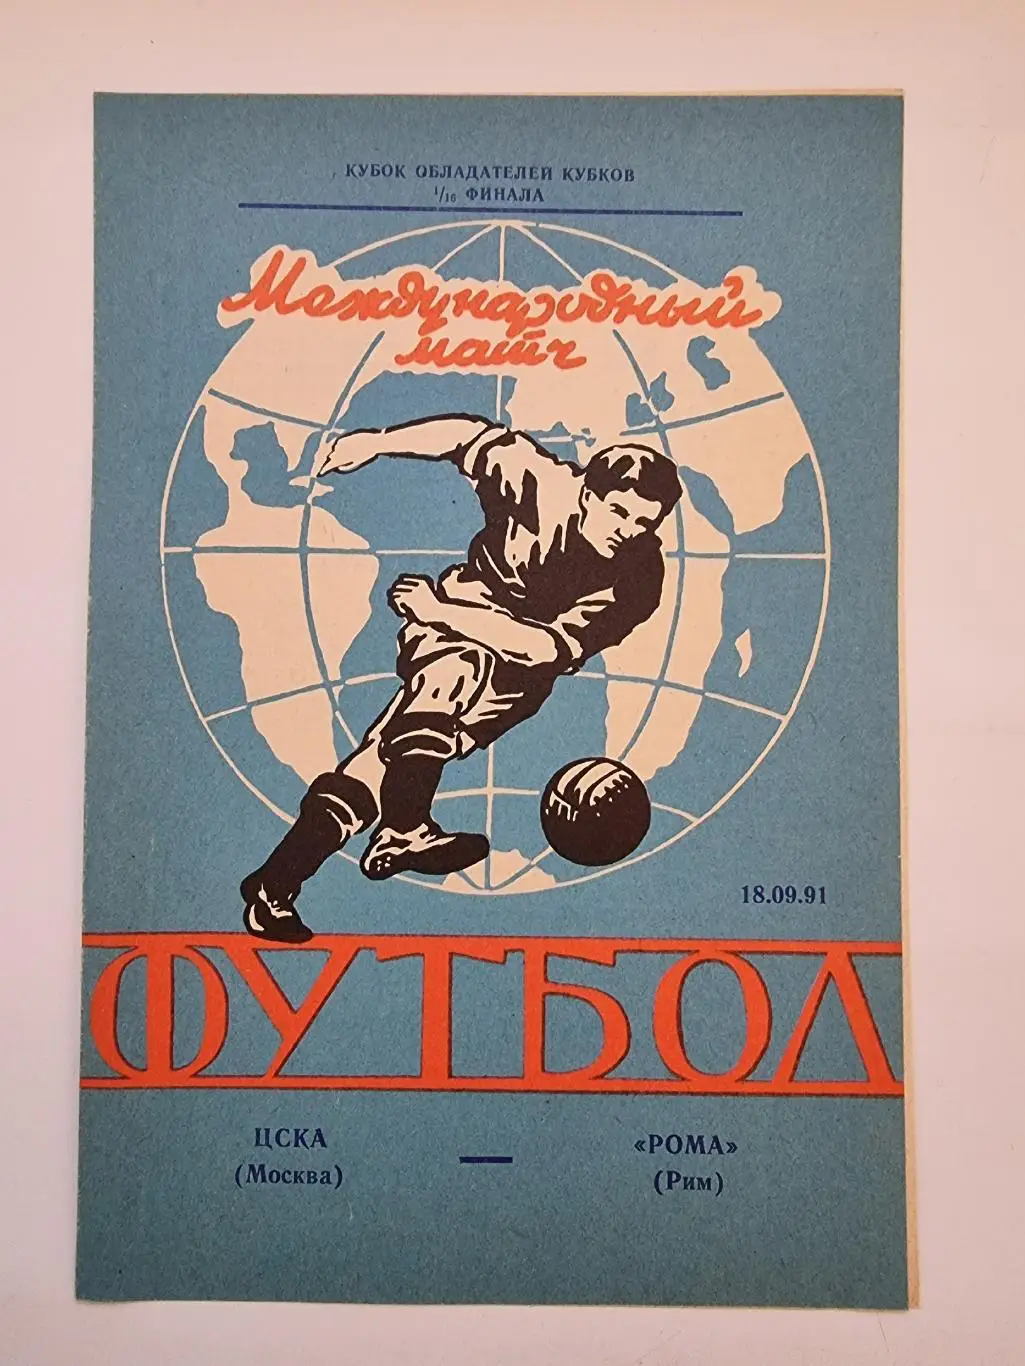 КУБОК ОБЛАДАТЕЛЕЙ КУБКОВ
1/16 ФИНАЛА
Международный
матч
18.09.91
ФУТБОЛ
ЦСКА — «РОМА»
(Москва) (Рим)